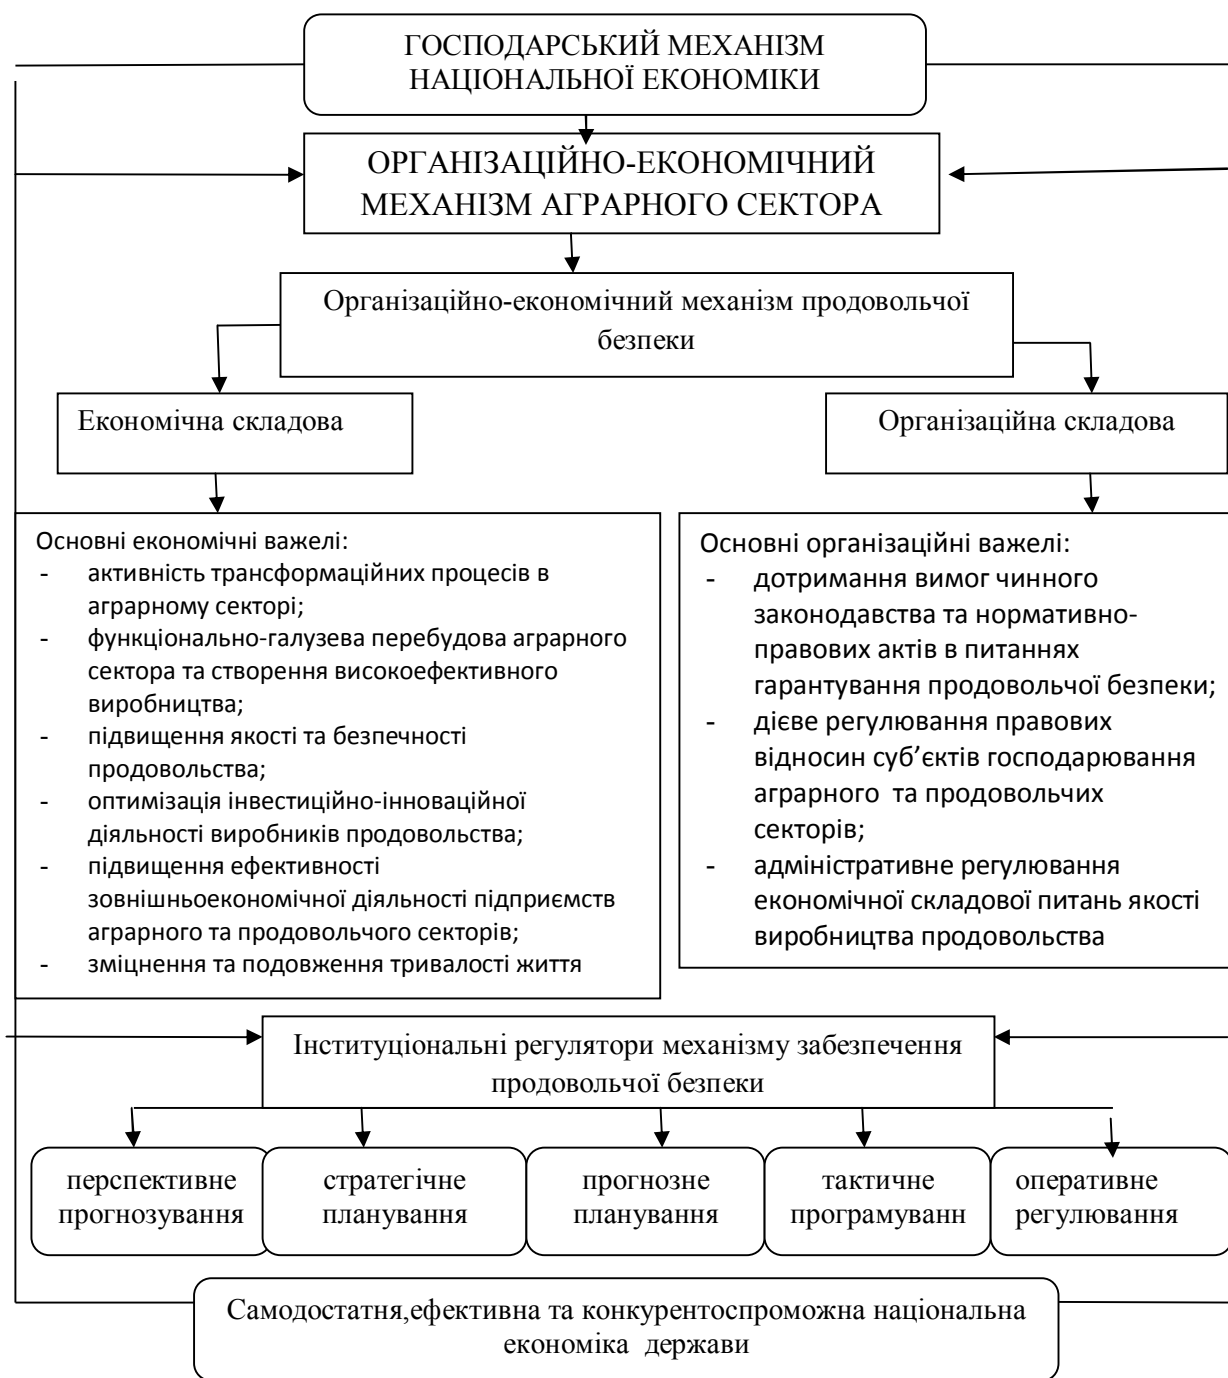 ГОСПОДАРСЬКИЙ МЕХАНІЗМ
НАЦІОНАЛЬНОЇ ЕКОНОМІКИ
ОРГАНІЗАЦІЙНО-ЕКОНОМІЧНИЙ
МЕХАНІЗМ АГРАРНОГО СЕКТОРА
Організаційно-економічний механізм продовольчої
безпеки
Економічна складова
Організаційна складова
Основні економічні важелі:
- активність трансформаційних процесів в
аграрному секторі;
- функціонально-галузева перебудова аграрного
сектора та створення високоефективного
виробництва;
- підвищення якості та безпечності
продовольства;
- оптимізація інвестиційно-інноваційної
діяльності виробників продовольства;
- підвищення ефективності
зовнішньоекономічної діяльності підприємств
аграрного та продовольчого секторів;
- зміцнення та подовження тривалості життя
Основні організаційні важелі:
- дотримання вимог чинного
законодавства та нормативно-
правових актів в питаннях
гарантування продовольчої безпеки;
- дієве регулювання правових
відносин суб’єктів господарювання
аграрного та продовольчих
секторів;
- адміністративне регулювання
економічної складової питань якості
виробництва продовольства
Інституціональні регулятори механізму забезпечення
продовольчої безпеки
перспективне
прогнозування
стратегічне
планування
прогнозне
планування
тактичне
програмуванн
оперативне
регулювання
Самодостатня,ефективна та конкурентоспроможна національна
економіка держави